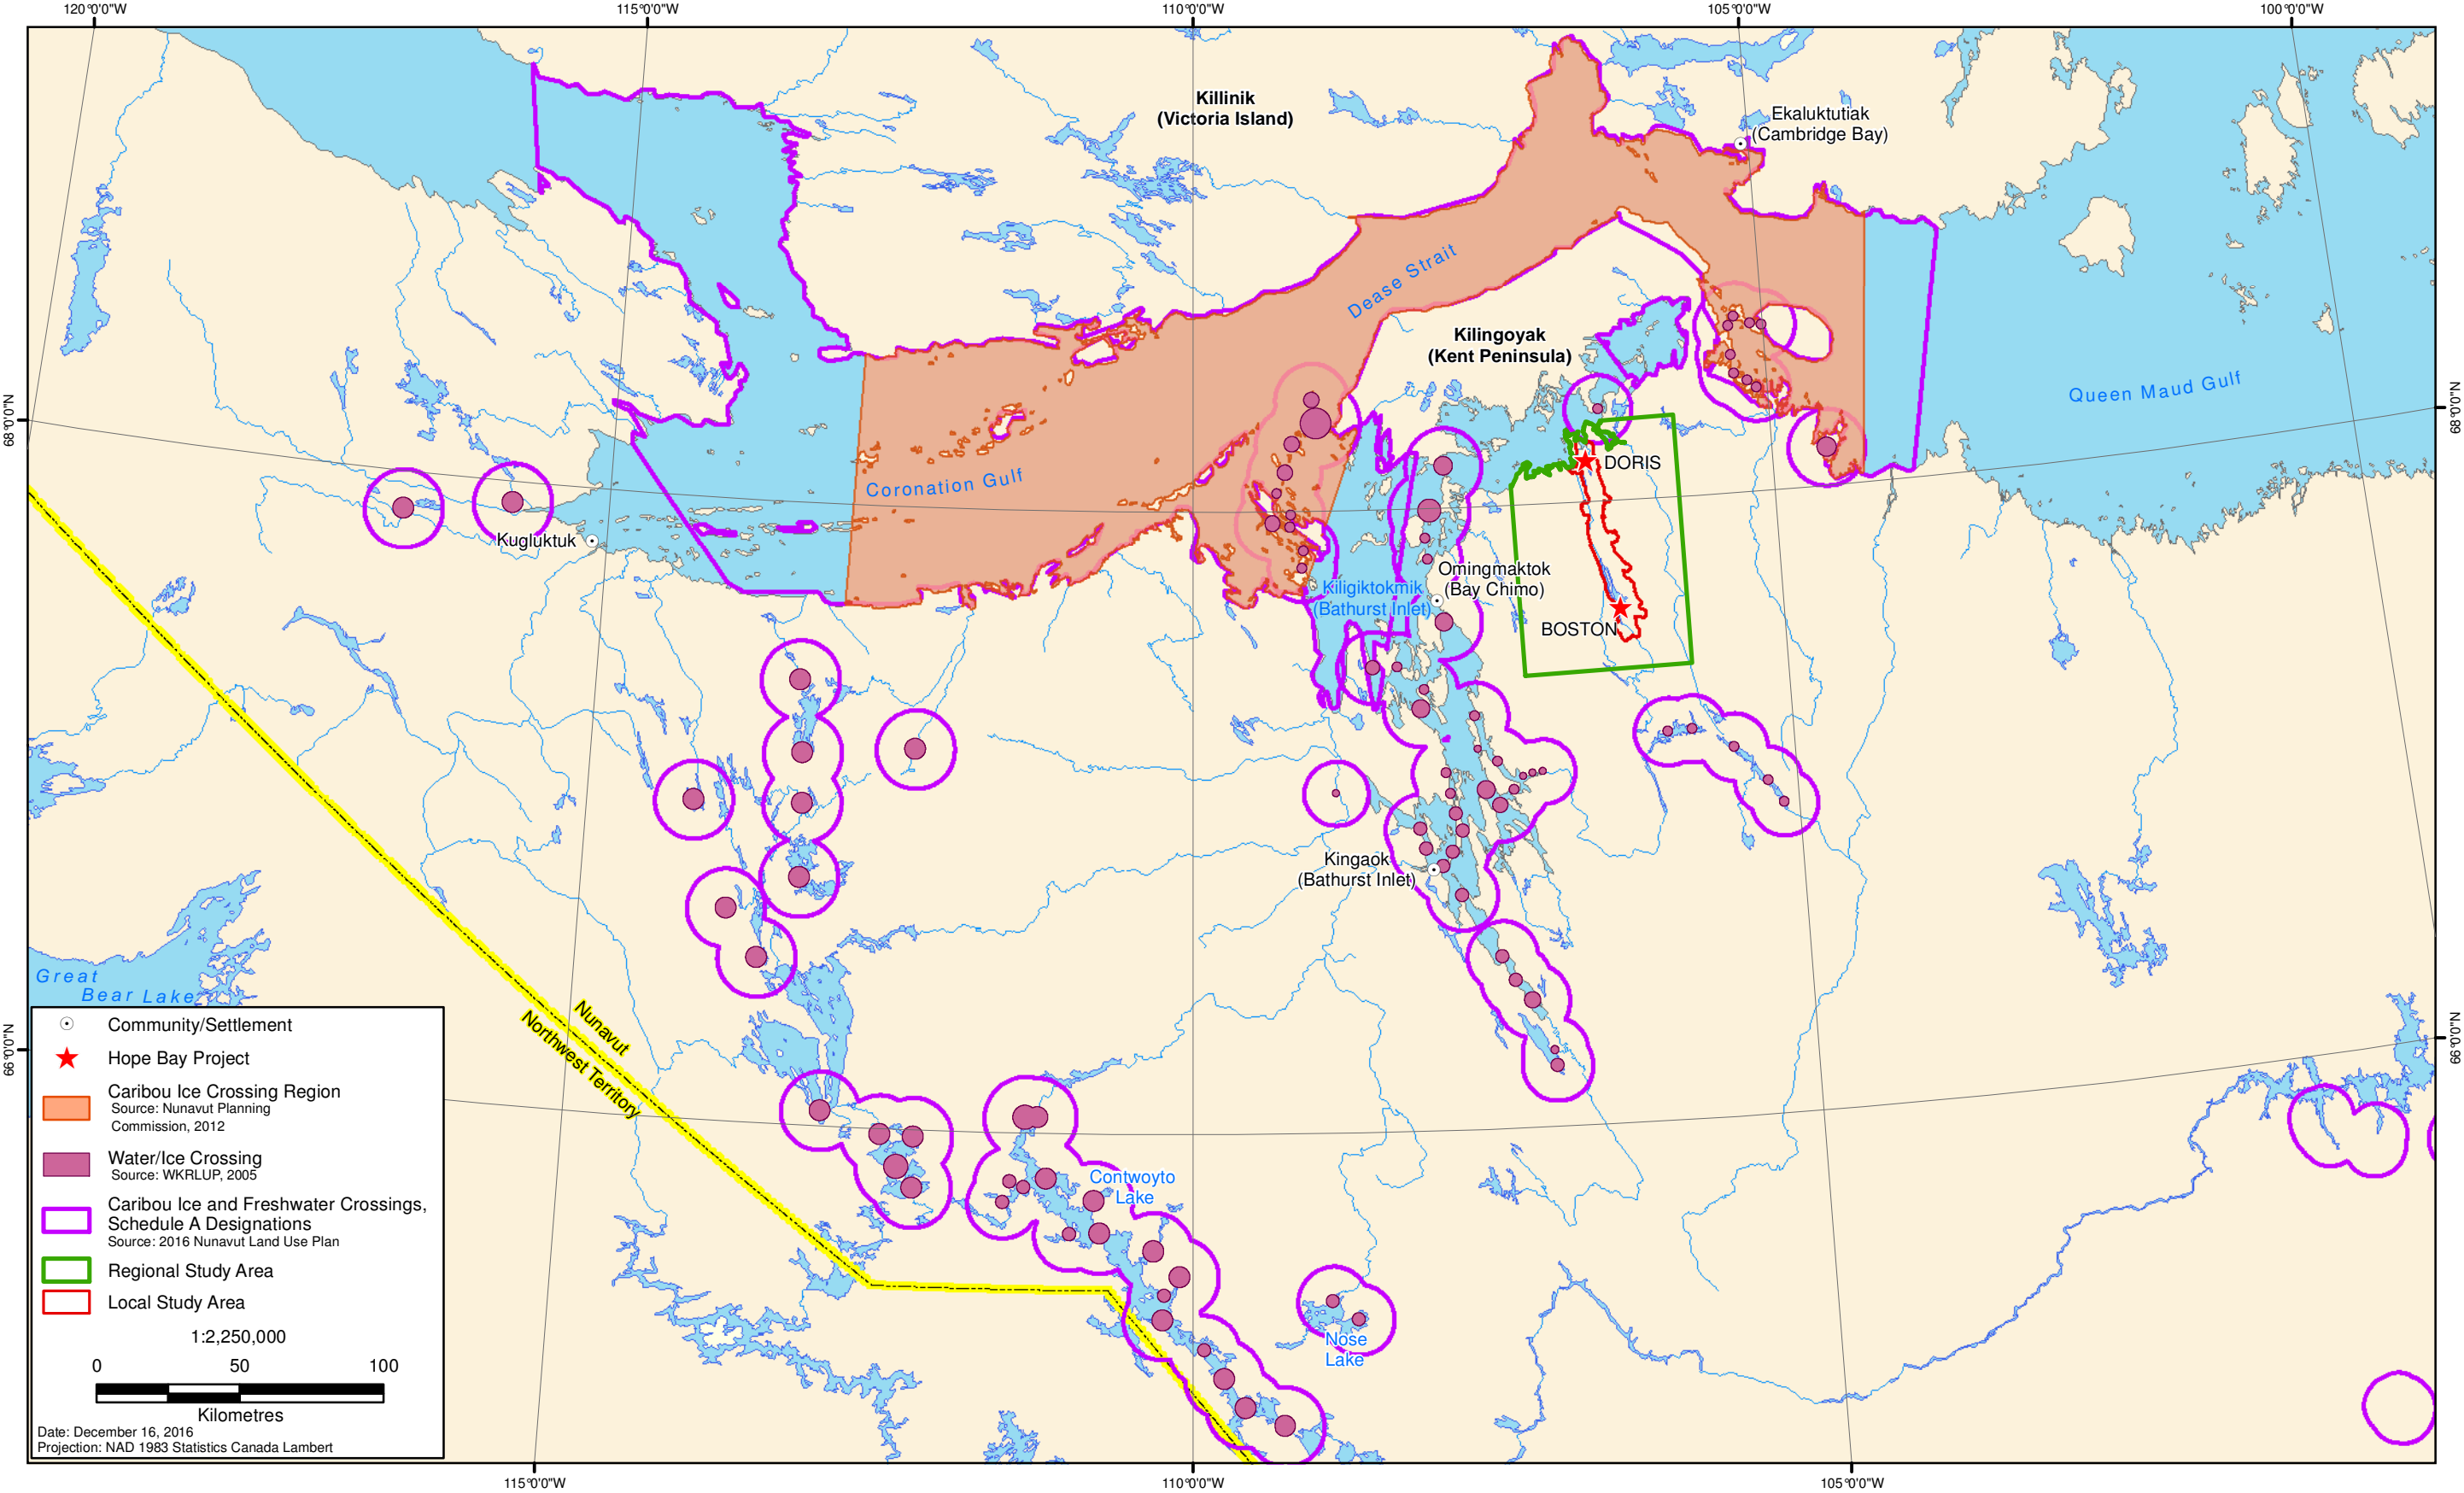 120°0'0"W
115°0'0"W
110°0'0"W
105°0'0"W
100°0'0"W
Killinik
(Victoria Island)
Ekaluktutiak
(Cambridge Bay)
Dease Strait
Kilingoyak
(Kent Peninsula)
Queen Maud Gulf
68°0'0"N
68°0'0"N
DORIS
Coronation Gulf
Kugluktuk
Omingmaktok
(Bay Chimo)
Kiligiktokmik
(Bathurst Inlet)
BOSTON
Kingaok
(Bathurst Inlet)
Great
Bear Lake
Nunavut
Northwest Territory
66°0'0"N
66°0'0"N
Contwoyto
Lake
Nose
Lake
Community/Settlement
Hope Bay Project
Caribou Ice Crossing Region
Source: Nunavut Planning
Commission, 2012
Water/Ice Crossing
Source: WKRLUP, 2005
Caribou Ice and Freshwater Crossings,
Schedule A Designations
Source: 2016 Nunavut Land Use Plan
Regional Study Area
Local Study Area
1:2,250,000
0 50 100
Kilometres
Date: December 16, 2016
Projection: NAD 1983 Statistics Canada Lambert
115°0'0"W
110°0'0"W
105°0'0"W